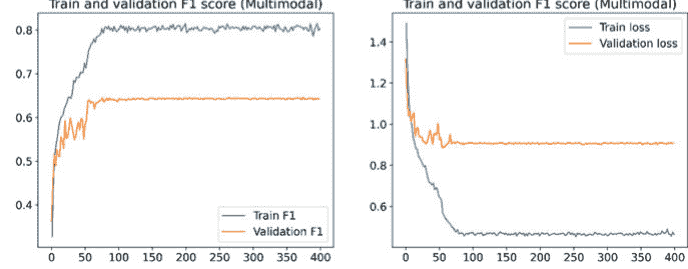 Train and validation F1 score (Multimodal)
0.8
0.7
0.6
0.5
0.4
Train F1
Validation F1
0 50 100 150 200 250 300 350 400
Train and validation F1 score (Multimodal)
Train loss
Validation loss
1.4
1.2
1.0
0.8
0.6
0 50 100 150 200 250 300 350 400